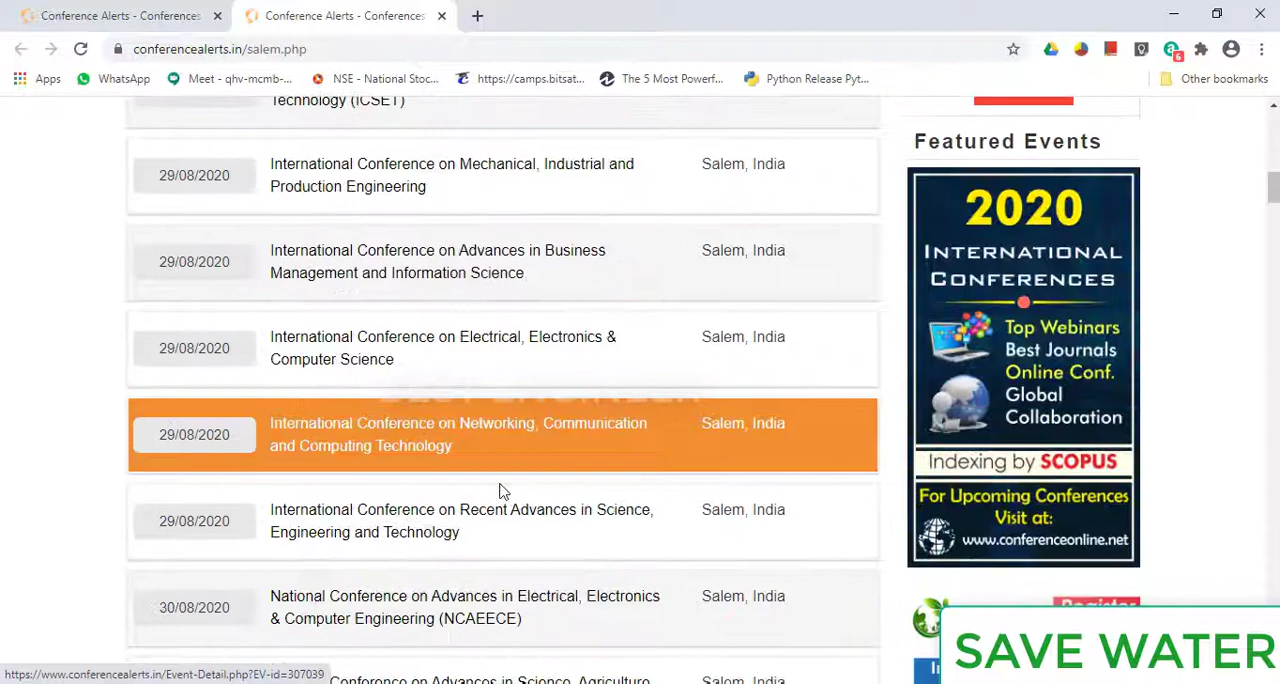 Conference Alerts - Conferences
Conference Alerts - Conferences
conferencealerts.in/salem.php
6
Apps
WhatsApp
Meet - qhv-mcmb-...
NSE - National Stoc...
https://camps.bitsat...
The 5 Most Powerf...
Python Release Pyt...
Other bookmarks
Technology (ICSET)
29/08/2020
International Conference on Mechanical, Industrial and
Production Engineering
Salem, India
29/08/2020
International Conference on Advances in Business
Management and Information Science
Salem, India
29/08/2020
International Conference on Electrical, Electronics &
Computer Science
Salem, India
29/08/2020
International Conference on Networking, Communication
and Computing Technology
Salem, India
29/08/2020
International Conference on Recent Advances in Science,
Engineering and Technology
Salem, India
30/08/2020
National Conference on Advances in Electrical, Electronics
& Computer Engineering (NCAEECE)
Salem, India
Conference on Advances in Science, Agriculture
Salem, India
https://www.conferencealerts.in/Event-Detail.php?EV-id=307039
Featured Events
2020
INTERNATIONAL
CONFERENCES
Top Webinars
Best Journals
Online Conf.
Global
Collaboration
Indexing by SCOPUS
For Upcoming Conferences
Visit at:
www.conferenceonline.net
Register
SAVE WATER